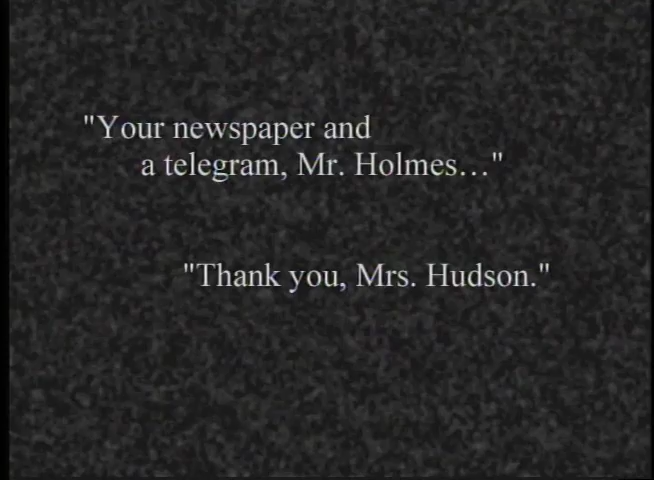 "Your newspaper and
a telegram, Mr. Holmes…"
"Thank you, Mrs. Hudson."